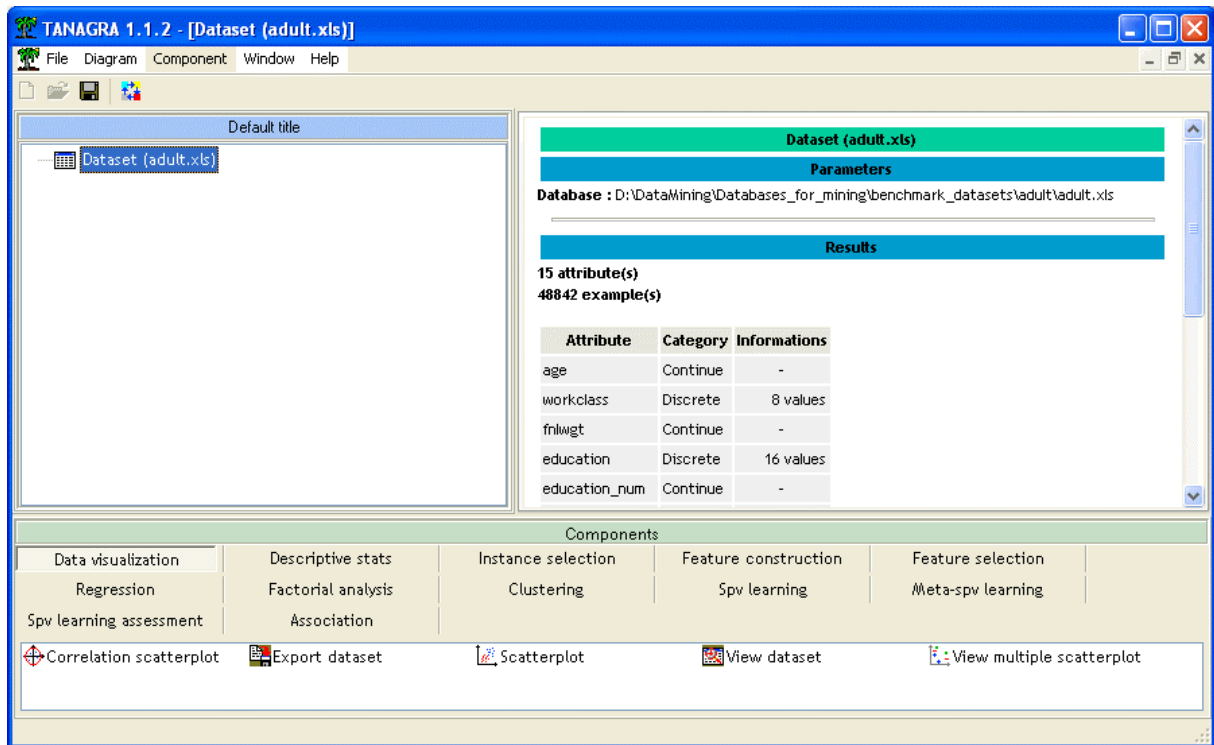 TANAGRA 1.1.2 - [Dataset (adult.xls)]
File Diagram Component Window Help
Default title
Dataset (adult.xls)
Dataset (adult.xls)
Parameters
Database : D:\DataMining\Databases_for_mining\benchmark_datasets\adult\adult.xls
Results
15 attribute(s)
48842 example(s)
Attribute Category Informations
age Continue -
workclass Discrete 8 values
fnlwgt Continue -
education Discrete 16 values
education_num Continue -
Components
Data visualization Descriptive stats Instance selection Feature construction Feature selection
Regression Factorial analysis Clustering Spv learning Meta-spv learning
Spv learning assessment Association
Correlation scatterplot Export dataset Scatterplot View dataset View multiple scatterplot